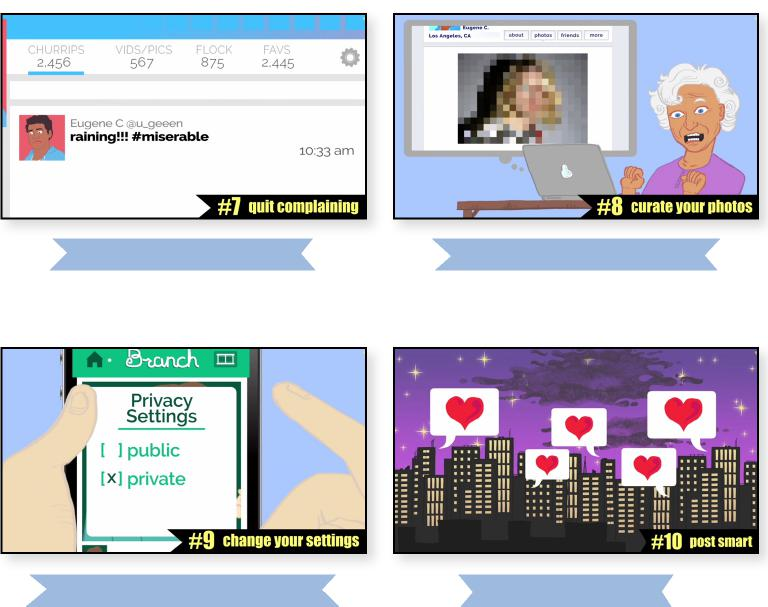 CHURRIPS VIDS/PICS FLOCK FAVS
2,456 567 875 2,445
Eugene C @u_geeen
raining!!! #miserable
10:33 am
#7 quit complaining
Eugene C.
Los Angeles, CA about photos friends more
#8 curate your photos
Branch
Privacy
Settings
[ ] public
[x] private
#9 change your settings
#10 post smart